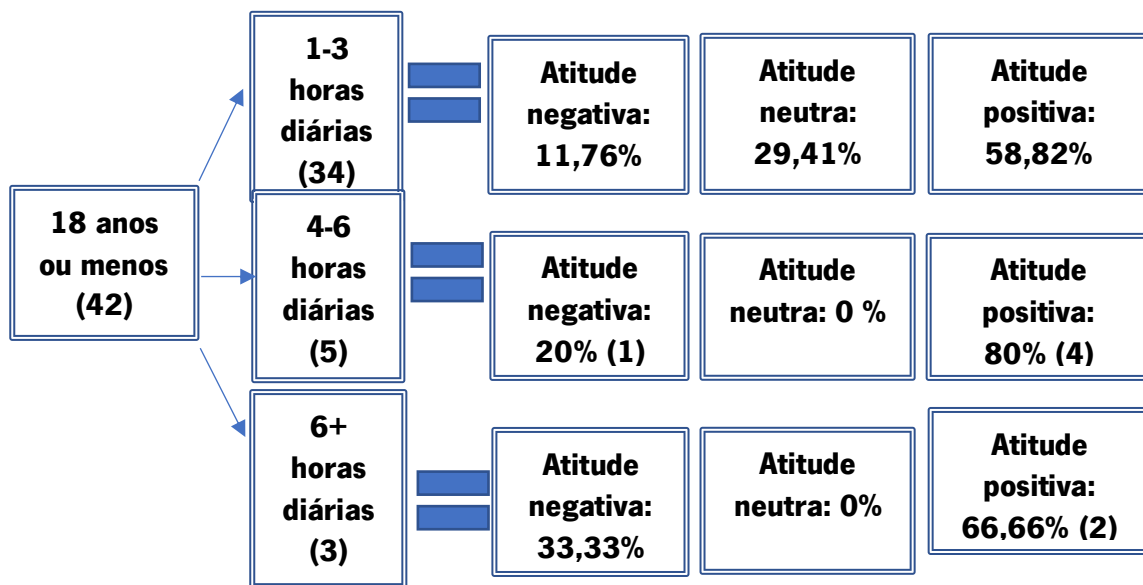 18 anos
ou menos
(42)
1-3
horas
diárias
(34)
Atitude
negativa:
11,76%
Atitude
neutra:
29,41%
Atitude
positiva:
58,82%
4-6
horas
diárias
(5)
Atitude
negativa:
20% (1)
Atitude
neutra: 0 %
Atitude
positiva:
80% (4)
6+
horas
diárias
(3)
Atitude
negativa:
33,33%
Atitude
neutra: 0%
Atitude
positiva:
66,66% (2)